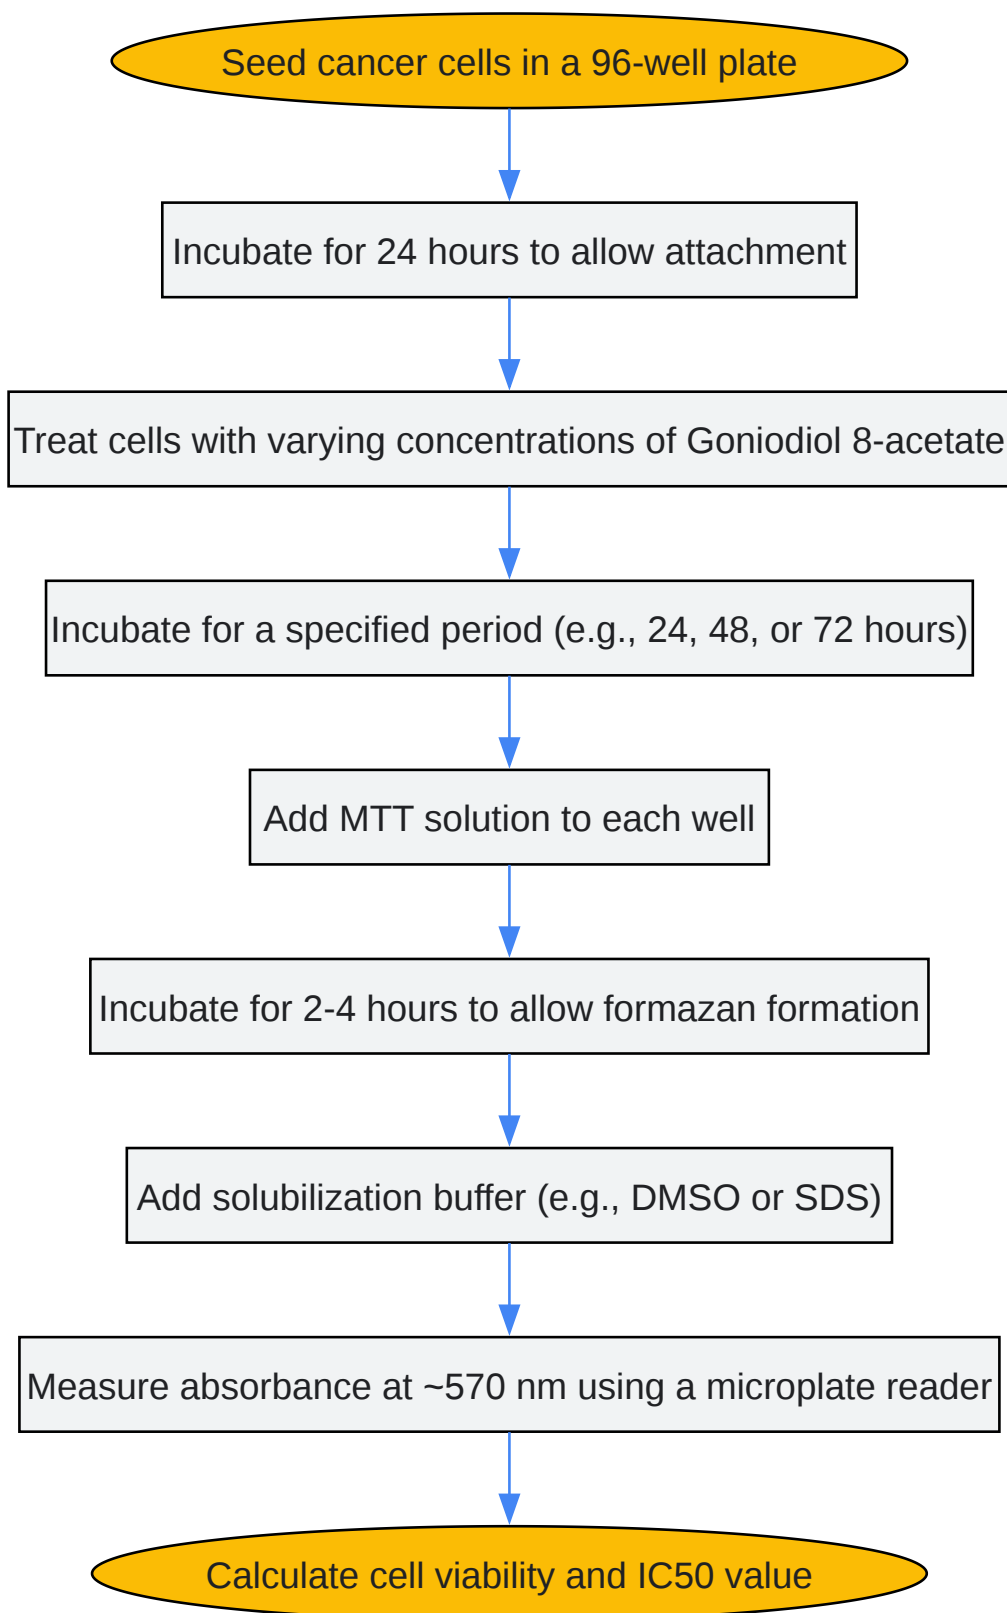 Seed cancer cells in a 96-well plate
Incubate for 24 hours to allow attachment
Treat cells with varying concentrations of Goniodiol 8-acetate
Incubate for a specified period (e.g., 24, 48, or 72 hours)
Add MTT solution to each well
Incubate for 2-4 hours to allow formazan formation
Add solubilization buffer (e.g., DMSO or SDS)
Measure absorbance at ~570 nm using a microplate reader
Calculate cell viability and IC50 value